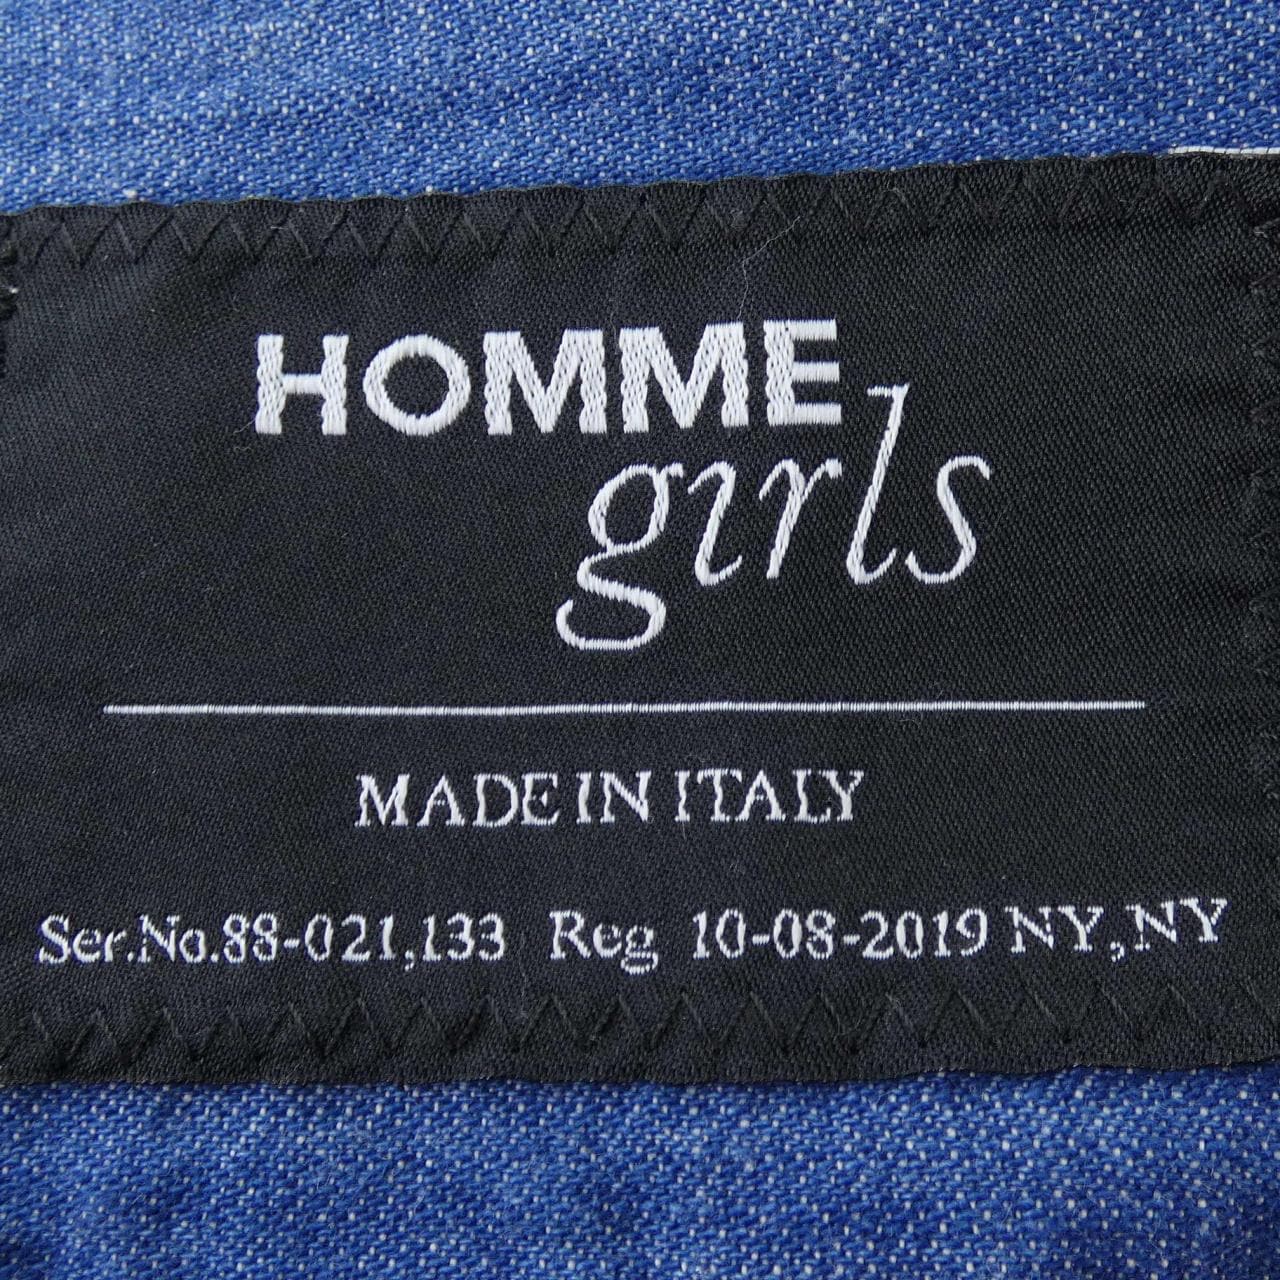 HOMME
girls
MADE IN ITALY
Ser.No.88-021,133 Reg 10-08-2019 NY,NY